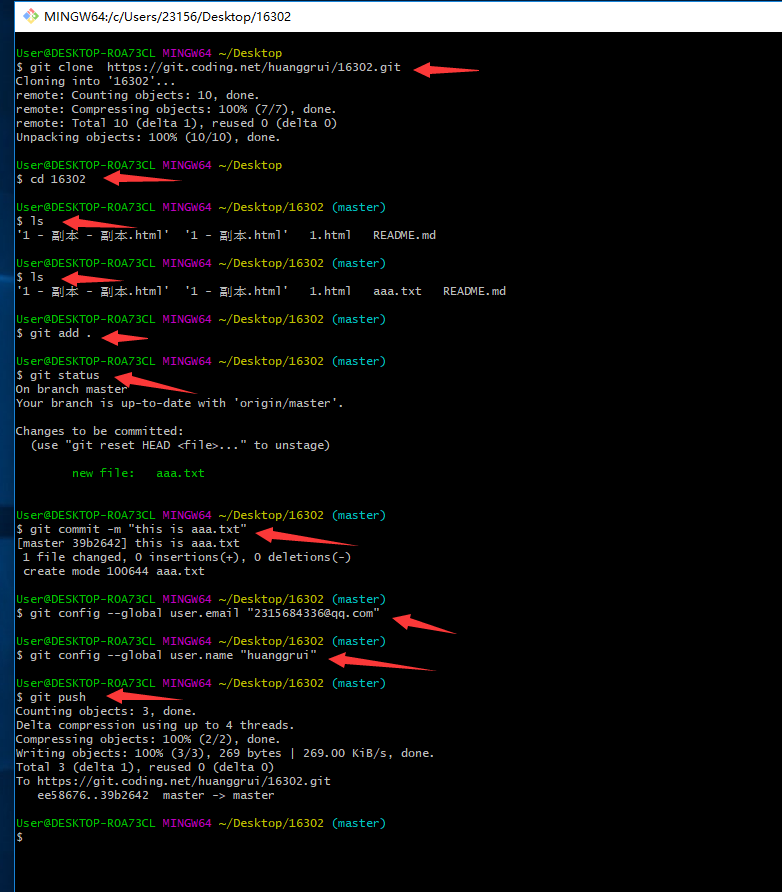 MINGW64:/c/Users/23156/Desktop/16302
User@DESKTOP-ROA73CL MINGW64 ~/Desktop
$ git clone  https://git.coding.net/huanggrui/16302.git
Cloning into '16302'...
remote: Counting objects: 10, done.
remote: Compressing objects: 100% (7/7), done.
remote: Total 10 (delta 1), reused 0 (delta 0)
Unpacking objects: 100% (10/10), done.
User@DESKTOP-ROA73CL MINGW64 ~/Desktop
$ cd 16302
User@DESKTOP-ROA73CL MINGW64 ~/Desktop/16302 (master)
$ ls
'1 - 副本 - 副本.html'  '1 - 副本.html'   1.html   README.md
User@DESKTOP-ROA73CL MINGW64 ~/Desktop/16302 (master)
$ ls
'1 - 副本 - 副本.html'  '1 - 副本.html'   1.html   aaa.txt   README.md
User@DESKTOP-ROA73CL MINGW64 ~/Desktop/16302 (master)
$ git add .
User@DESKTOP-ROA73CL MINGW64 ~/Desktop/16302 (master)
$ git status
On branch master
Your branch is up-to-date with 'origin/master'.
Changes to be committed:
  (use "git reset HEAD <file>..." to unstage)
        new file:   aaa.txt
User@DESKTOP-ROA73CL MINGW64 ~/Desktop/16302 (master)
$ git commit -m "this is aaa.txt"
[master 39b2642] this is aaa.txt
 1 file changed, 0 insertions(+), 0 deletions(-)
 create mode 100644 aaa.txt
User@DESKTOP-ROA73CL MINGW64 ~/Desktop/16302 (master)
$ git config --global user.email "2315684336@qq.com"
User@DESKTOP-ROA73CL MINGW64 ~/Desktop/16302 (master)
$ git config --global user.name "huanggrui"
User@DESKTOP-ROA73CL MINGW64 ~/Desktop/16302 (master)
$ git push
Counting objects: 3, done.
Delta compression using up to 4 threads.
Compressing objects: 100% (2/2), done.
Writing objects: 100% (3/3), 269 bytes | 269.00 KiB/s, done.
Total 3 (delta 1), reused 0 (delta 0)
To https://git.coding.net/huanggrui/16302.git
   ee58676..39b2642  master -> master
User@DESKTOP-ROA73CL MINGW64 ~/Desktop/16302 (master)
$